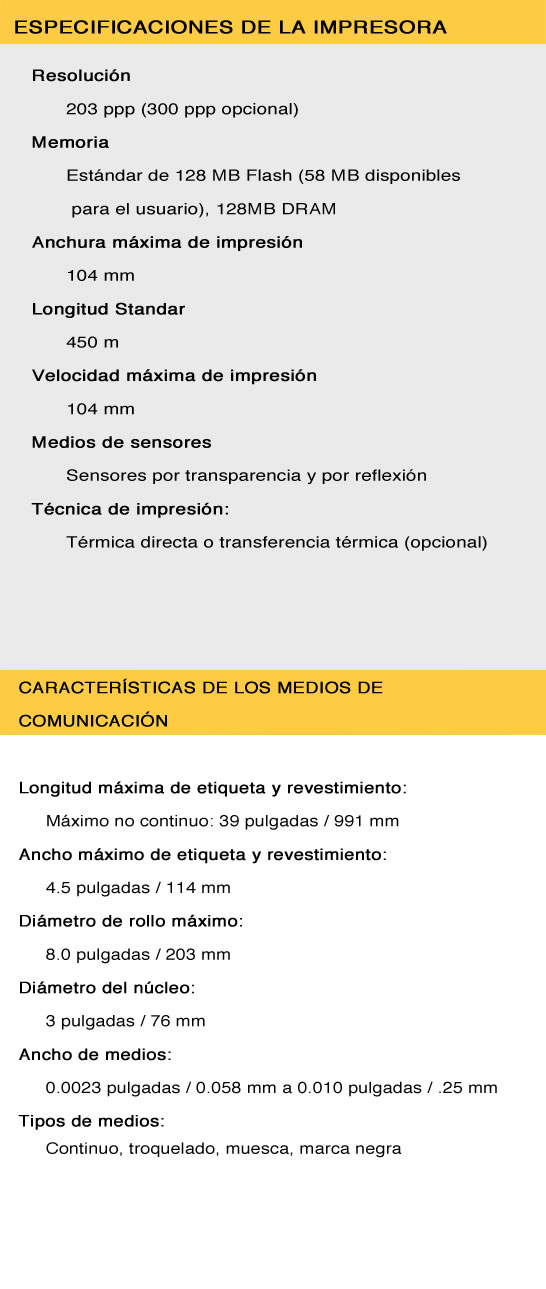 ESPECIFICACIONES DE LA IMPRESORA
Resolución
203 ppp (300 ppp opcional)
Memoria
Estándar de 128 MB Flash (58 MB disponibles
para el usuario), 128MB DRAM
Anchura máxima de impresión
104 mm
Longitud Standar
450 m
Velocidad máxima de impresión
104 mm
Medios de sensores
Sensores por transparencia y por reflexión
Técnica de impresión:
Térmica directa o transferencia térmica (opcional)
CARACTERÍSTICAS DE LOS MEDIOS DE
COMUNICACIÓN
Longitud máxima de etiqueta y revestimiento:
Máximo no continuo: 39 pulgadas / 991 mm
Ancho máximo de etiqueta y revestimiento:
4.5 pulgadas / 114 mm
Diámetro de rollo máximo:
8.0 pulgadas / 203 mm
Diámetro del núcleo:
3 pulgadas / 76 mm
Ancho de medios:
0.0023 pulgadas / 0.058 mm a 0.010 pulgadas / .25 mm
Tipos de medios:
Continuo, troquelado, muesca, marca negra